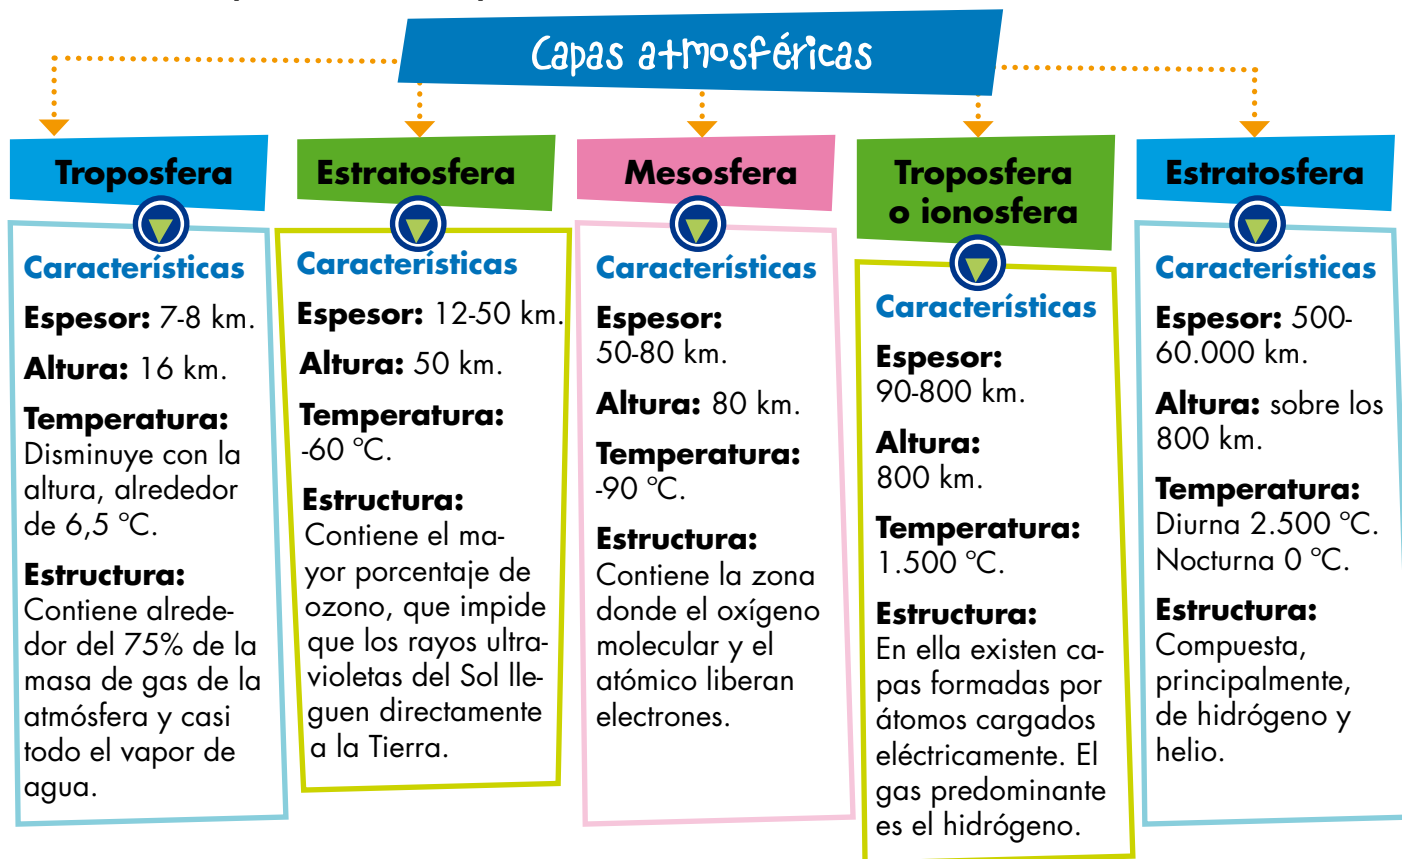 Capas atmosféricas
Troposfera
Características
Espesor: 7-8 km.
Altura: 16 km.
Temperatura:
Disminuye con la
altura, alrededor
de 6,5 ºC.
Estructura:
Contiene alrede-
dor del 75% de la
masa de gas de la
atmósfera y casi
todo el vapor de
agua.
Estratosfera
Características
Espesor: 12-50 km.
Altura: 50 km.
Temperatura:
-60 ºC.
Estructura:
Contiene el ma-
yor porcentaje de
ozono, que impide
que los rayos ultra-
violetas del Sol lle-
guen directamente
a la Tierra.
Mesosfera
Características
Espesor:
50-80 km.
Altura: 80 km.
Temperatura:
-90 ºC.
Estructura:
Contiene la zona
donde el oxígeno
molecular y el
atómico liberan
electrones.
Troposfera
o ionosfera
Características
Espesor:
90-800 km.
Altura:
800 km.
Temperatura:
1.500 ºC.
Estructura:
En ella existen ca-
pas formadas por
átomos cargados
eléctricamente. El
gas predominante
es el hidrógeno.
Estratosfera
Características
Espesor: 500-
60.000 km.
Altura: sobre los
800 km.
Temperatura:
Diurna 2.500 ºC.
Nocturna 0 ºC.
Estructura:
Compuesta,
principalmente,
de hidrógeno y
helio.